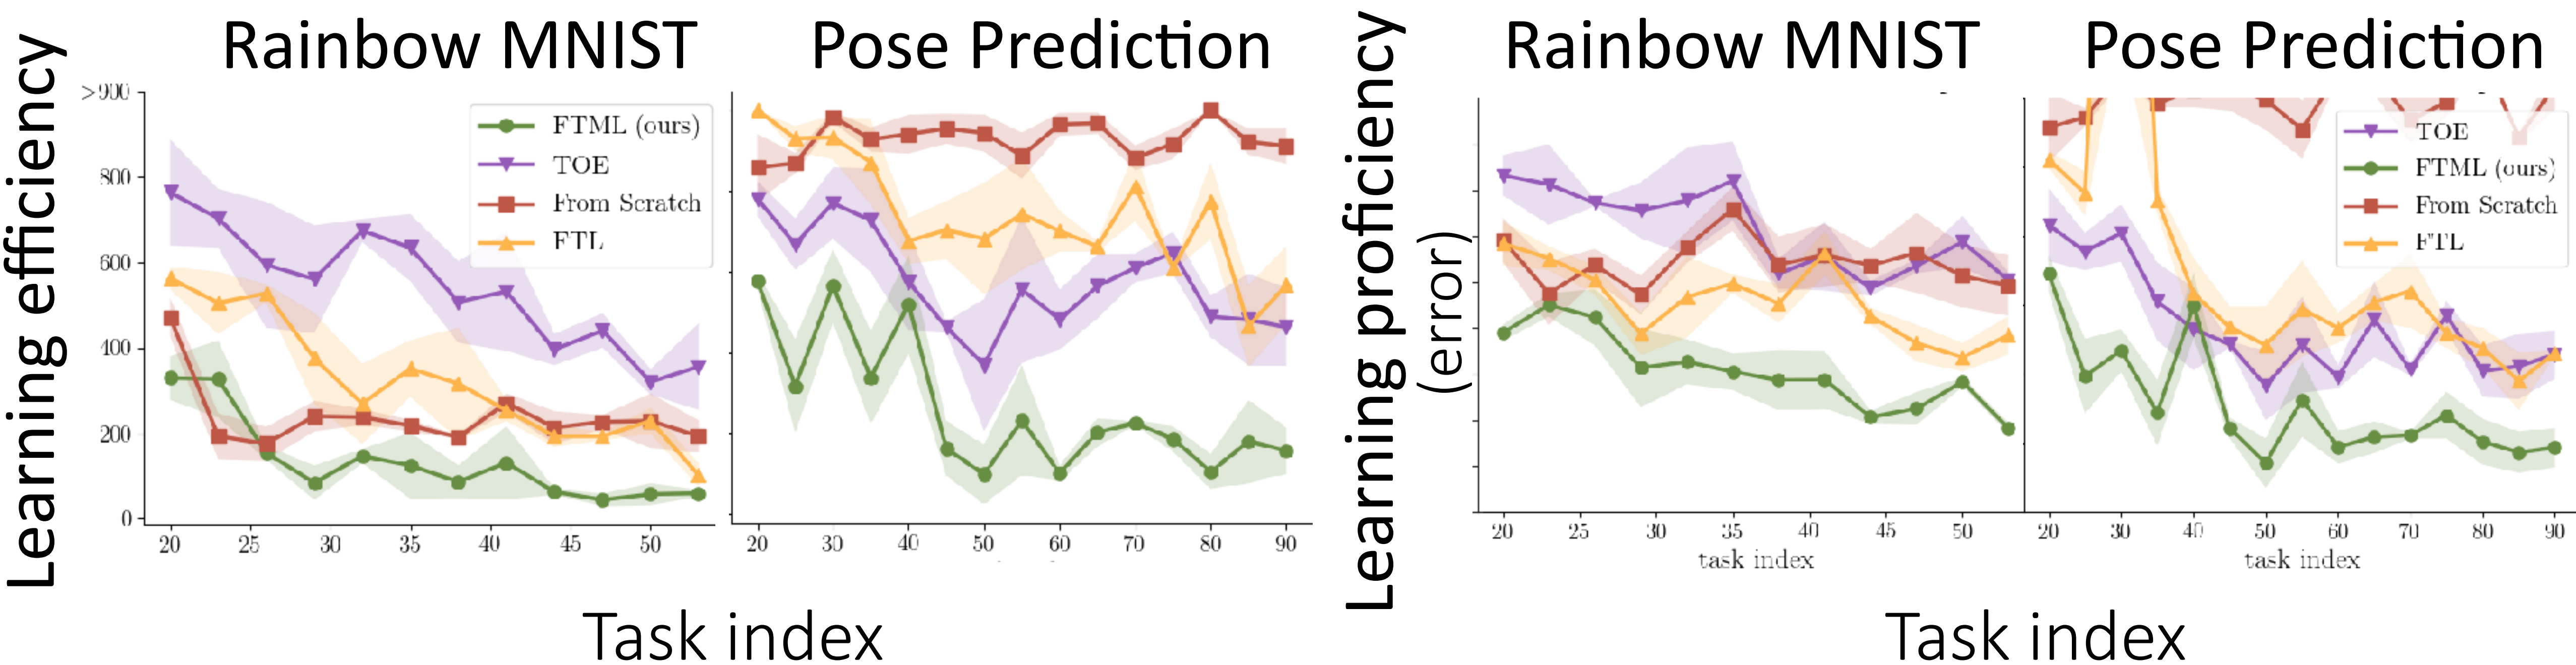 Rainbow MNIST
Pose Prediction
Learning efficiency
>900
800
600
400
200
0
FTML (ours)
TOE
From Scratch
FTL
20 25 30 35 40 45 50
20 30 40 50 60 70 80 90
Task index
Rainbow MNIST
Pose Prediction
Learning proficiency
(error)
TOE
FTML (ours)
From Scratch
FTL
20 25 30 35 40 45 50
task index
20 30 40 50 60 70 80 90
task index
Task index